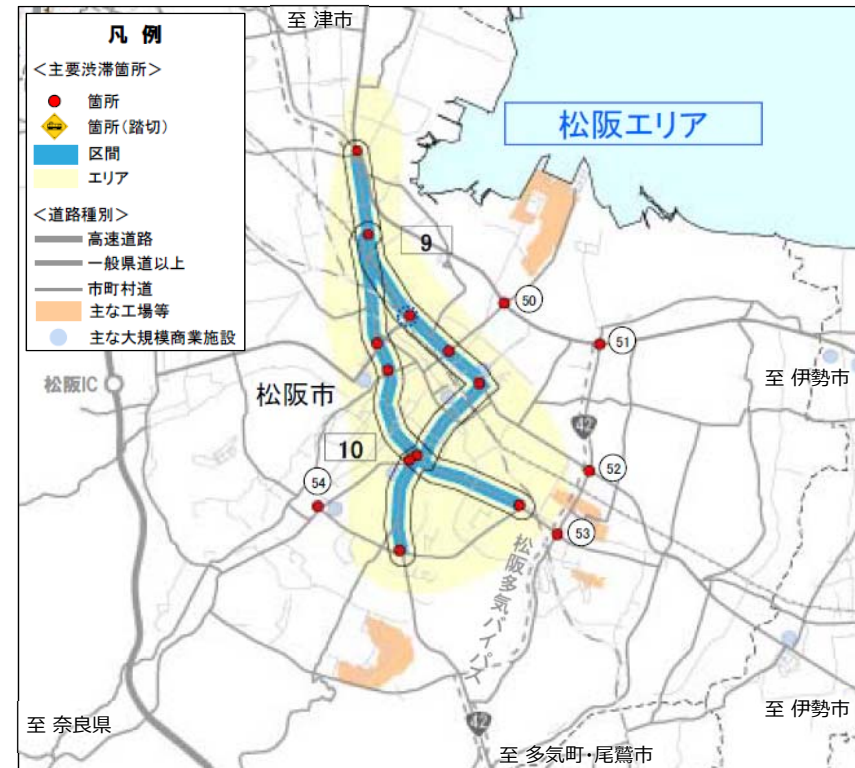 至 津市
凡 例
＜主要渋滞箇所＞
箇所
箇所（踏切）
区間
エリア
＜道路種別＞
高速道路
一般県道以上
市町村道
主な工場等
主な大規模商業施設
松阪エリア
9
50
51
至 伊勢市
松阪IC
松阪市
42
10
52
54
53
松阪多気バイパス
至 奈良県
42
至 伊勢市
至 多気町・尾鷲市